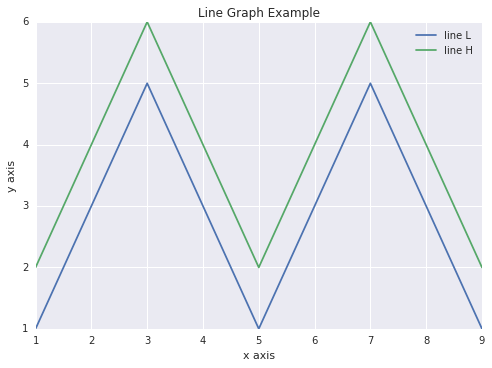 Line Graph Example
line L
line H
6
5
4
3
2
1
y axis
1 2 3 4 5 6 7 8 9
x axis